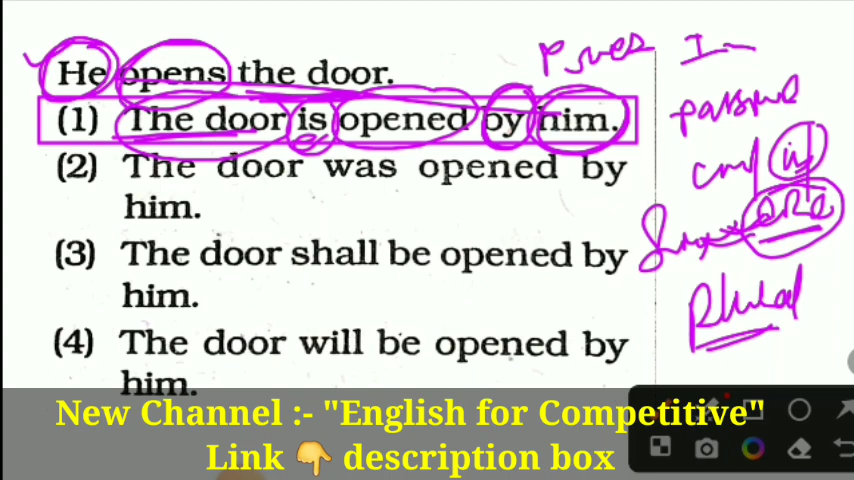 He opens the door.
(1) The door is opened by him.
(2) The door was opened by
him.
(3) The door shall be opened by
him.
(4) The door will be opened by
him.
In
is
are
New Channel :- "English for Competitive"
Link 👇 description box